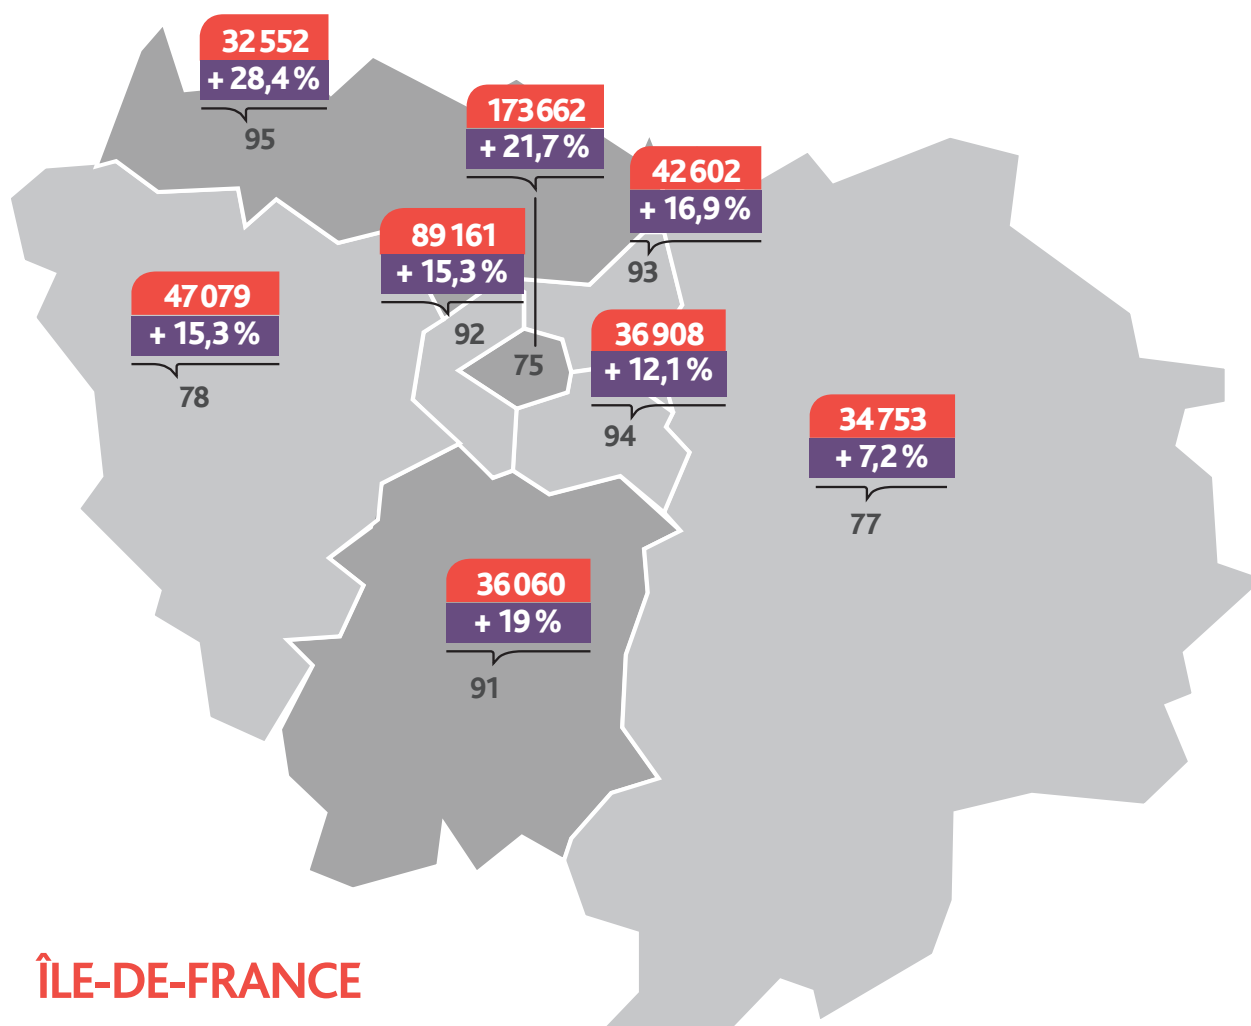 32 552
+ 28,4 %
95
173 662
+ 21,7 %
42 602
+ 16,9 %
93
89 161
+ 15,3 %
92
47 079
+ 15,3 %
78
75
36 908
+ 12,1 %
94
34 753
+ 7,2 %
77
36 060
+ 19 %
91
ÎLE-DE-FRANCE